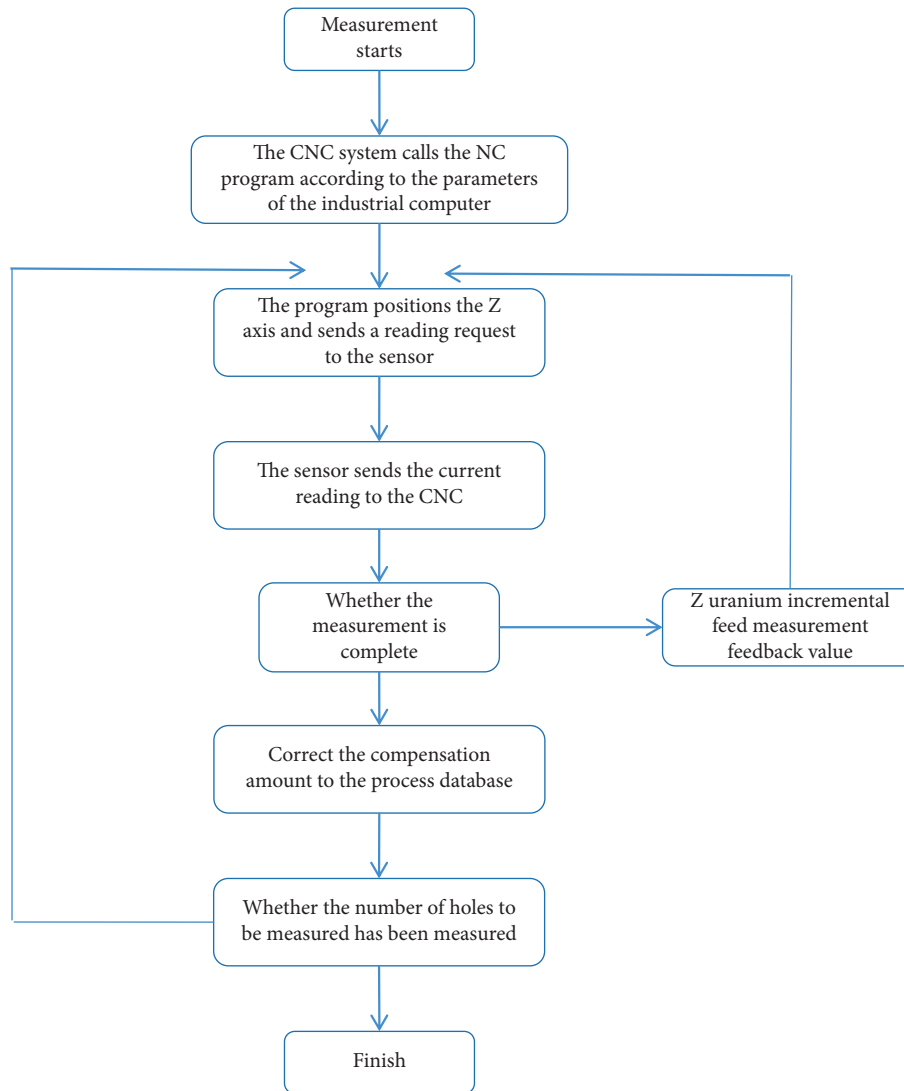 Measurement
starts
The CNC system calls the NC
program according to the parameters
of the industrial computer
The program positions the Z
axis and sends a reading request
to the sensor
The sensor sends the current
reading to the CNC
Whether the
measurement is
complete
Z uranium incremental
feed measurement
feedback value
Correct the compensation
amount to the process database
Whether the number of holes to
be measured has been measured
Finish